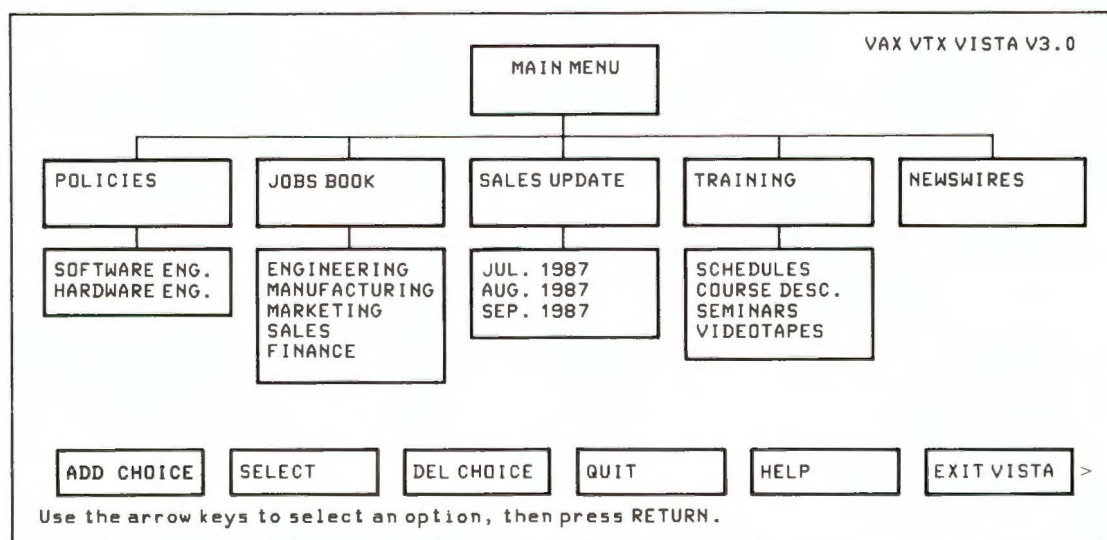 VAX VTX VISTA V3.0
MAIN MENU
POLICIES
JOBS BOOK
SALES UPDATE
TRAINING
NEWSWIRES
SOFTWARE ENG.
HARDWARE ENG.
ENGINEERING
MANUFACTURING
MARKETING
SALES
FINANCE
JUL. 1987
AUG. 1987
SEP. 1987
SCHEDULES
COURSE DESC.
SEMINARS
VIDEOTAPES
ADD CHOICE
SELECT
DEL CHOICE
QUIT
HELP
EXIT VISTA >
Use the arrow keys to select an option, then press RETURN.